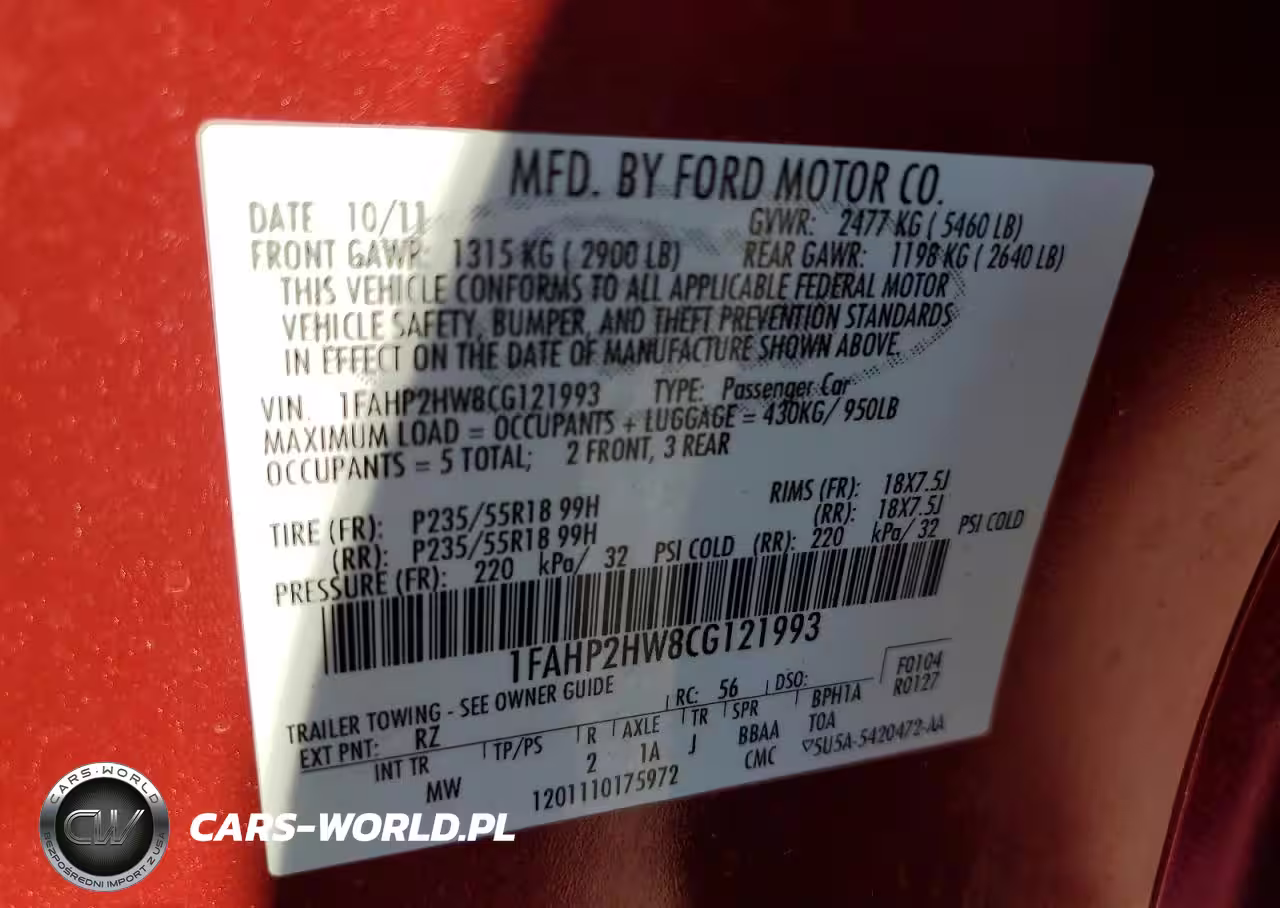 MFD. BY FORD MOTOR CO.
DATE 10/11 GVWR: 2477 KG ( 5460 LB)
FRONT GAWR: 1315 KG ( 2900 LB) REAR GAWR: 1198 KG ( 2640 LB)
THIS VEHICLE CONFORMS TO ALL APPLICABLE FEDERAL MOTOR
VEHICLE SAFETY, BUMPER, AND THEFT PREVENTION STANDARDS
IN EFFECT ON THE DATE OF MANUFACTURE SHOWN ABOVE.
VIN. 1FAHP2HW8CG121993 TYPE: Passenger Car
MAXIMUM LOAD = OCCUPANTS + LUGGAGE = 430KG/ 950LB
OCCUPANTS = 5 TOTAL; 2 FRONT, 3 REAR
TIRE (FR): P235/55R18 99H RIMS (FR): 18X7.5J
(RR): P235/55R18 99H (RR): 18X7.5J
PRESSURE (FR): 220 kPa/ 32 PSI COLD (RR): 220 kPa/ 32 PSI COLD
1FAHP2HW8CG121993
F0104
R0127
TRAILER TOWING - SEE OWNER GUIDE RC: 56 DSO:
EXT PNT: RZ
INT TR TP/PS R AXLE TR SPR BPH1A
MW 2 1A J BBAA TOA
1201110175972 CMC ▽5U5A-5420472-AA
CARS-WORLD
CW
BEZPOŚREDNI IMPORT Z USA
CARS-WORLD.PL